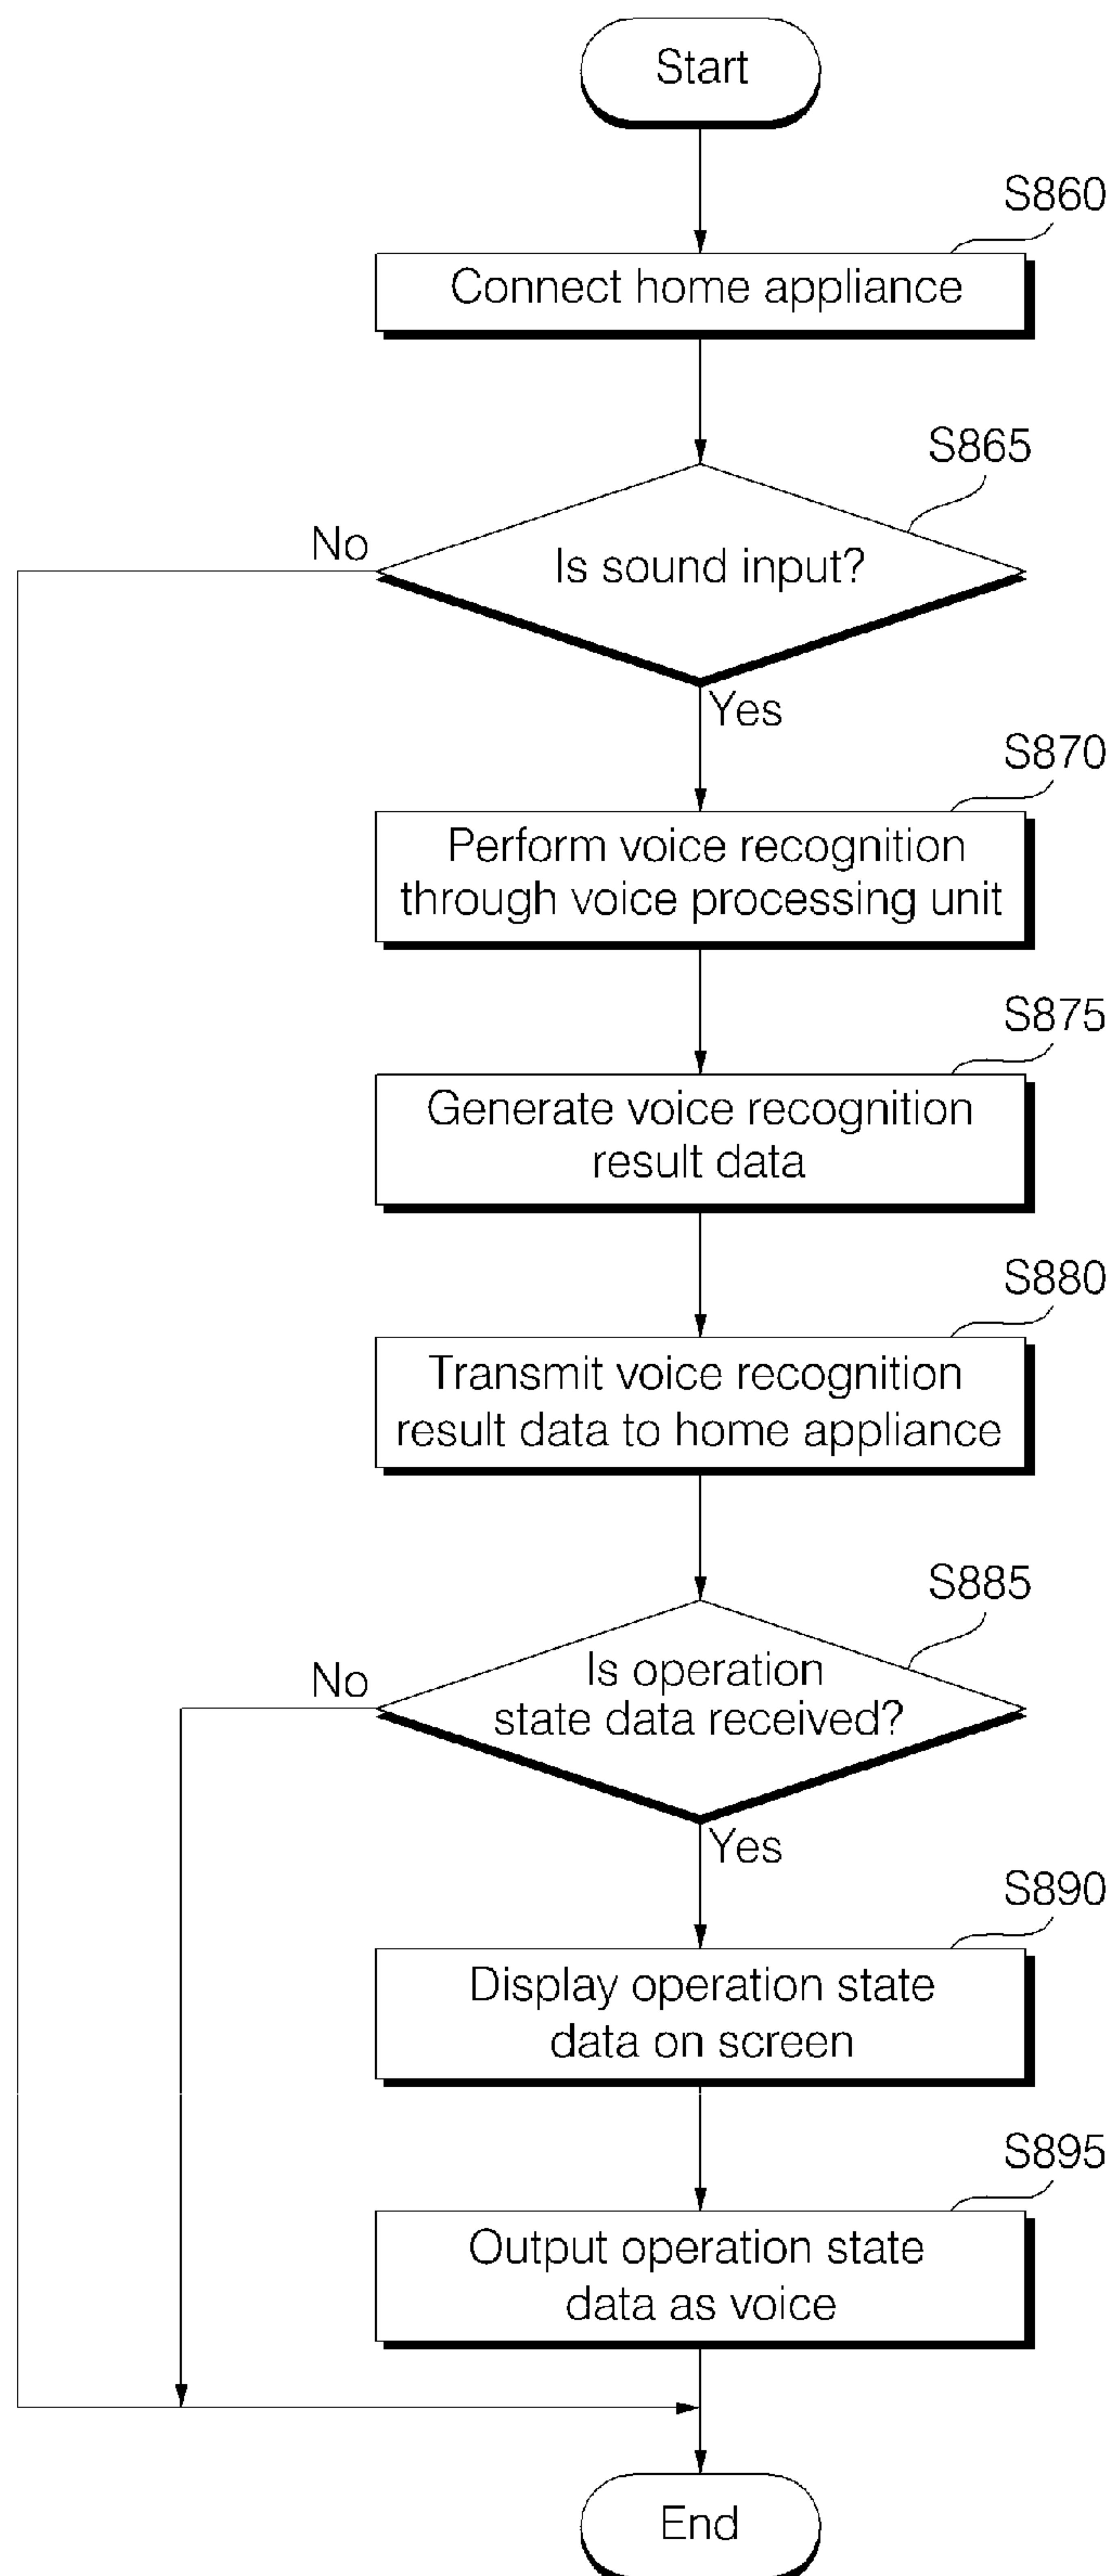 Start
S860
Connect home appliance
S865
No
Is sound input?
Yes
S870
Perform voice recognition
through voice processing unit
S875
Generate voice recognition
result data
S880
Transmit voice recognition
result data to home appliance
S885
No
Is operation
state data received?
Yes
S890
Display operation state
data on screen
S895
Output operation state
data as voice
End